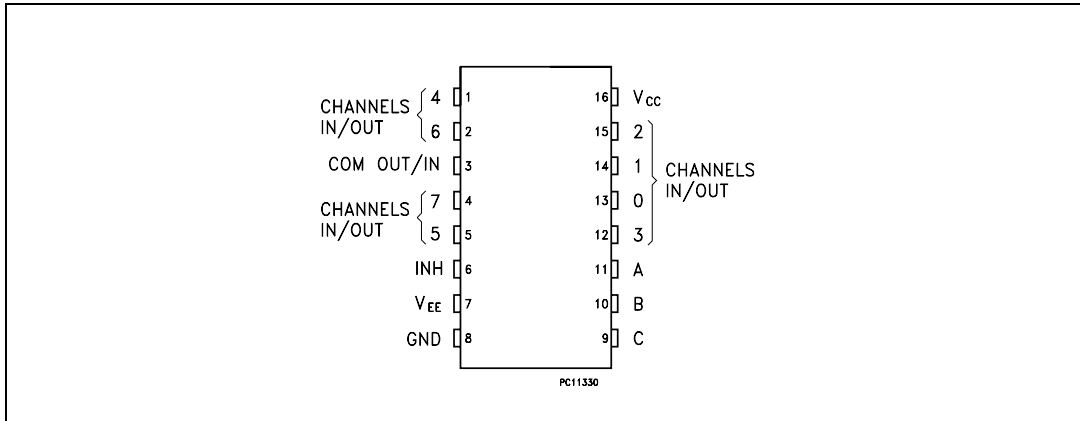 4 1 16 VCC
CHANNELS
IN/OUT
6 2 15 2
COM OUT/IN 3 14 1
CHANNELS
IN/OUT
7 4 13 0
CHANNELS
IN/OUT
5 5 12 3
INH 6 11 A
VEE 7 10 B
GND 8 9 C
PC11330